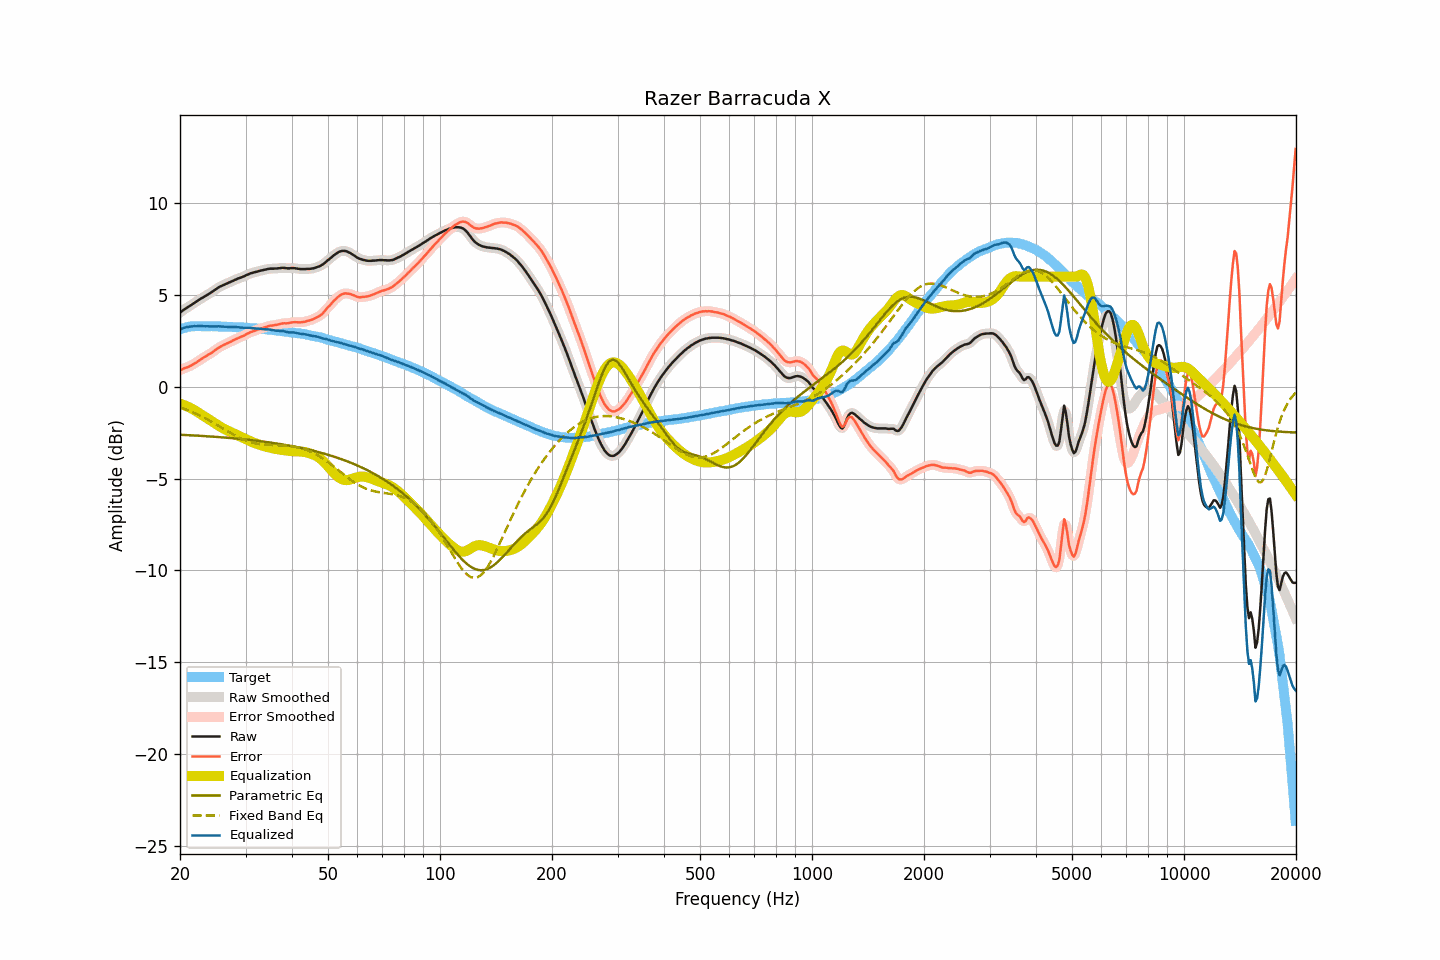 Razer Barracuda X
Amplitude (dBr)
10
5
0
−5
−10
−15
−20
−25
Target
Raw Smoothed
Error Smoothed
Raw
Error
Equalization
Parametric Eq
Fixed Band Eq
Equalized
20 50 100 200 500 1000 2000 5000 10000 20000
Frequency (Hz)